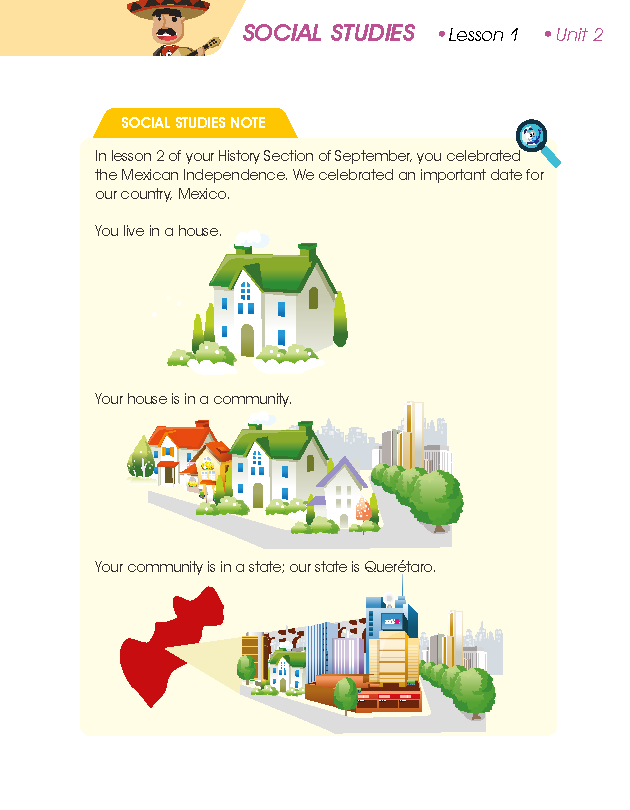 SOCIAL STUDIES • Lesson 1 • Unit 2
SOCIAL STUDIES NOTE
In lesson 2 of your History Section of September, you celebrated
the Mexican Independence. We celebrated an important date for
our country, Mexico.
You live in a house.
Your house is in a community.
Your community is in a state; our state is Querétaro.